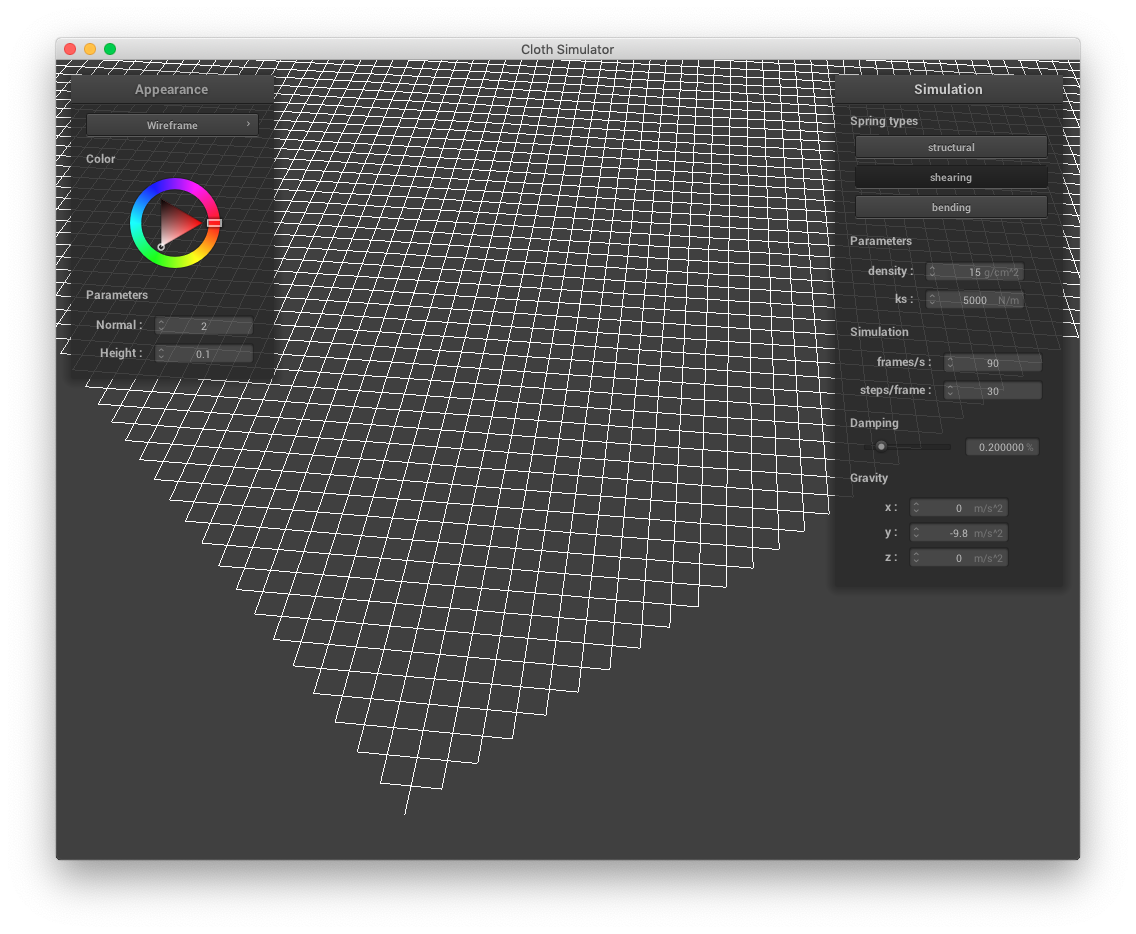 Cloth Simulator
Appearance
Wireframe
Color
Parameters
Normal : 2
Height : 0.1
Simulation
Spring types
structural
shearing
bending
Parameters
density : 15 g/cm^2
ks : 5000 N/m
Simulation
frames/s : 90
steps/frame : 30
Damping
0.200000 %
Gravity
x : 0 m/s^2
y : -9.8 m/s^2
z : 0 m/s^2